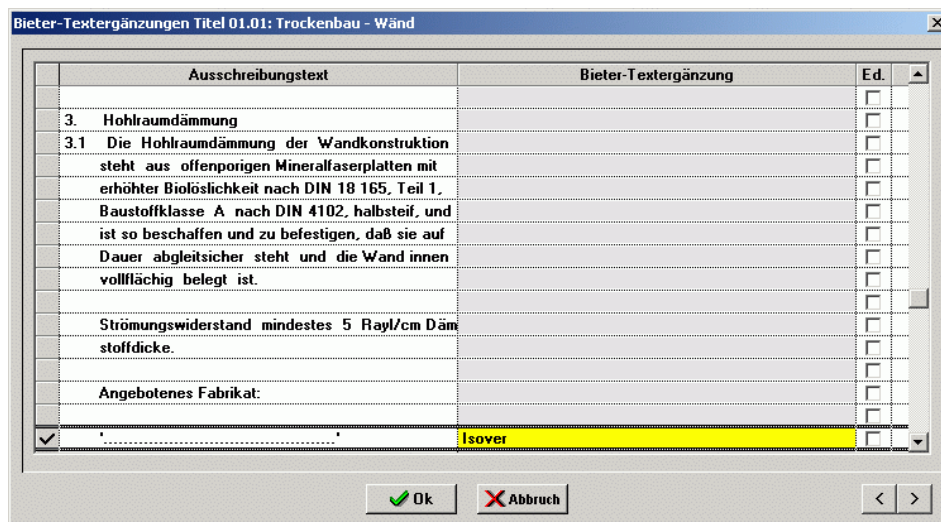 Bieter-Textergänzungen Titel 01.01: Trockenbau - Wänd
Ausschreibungstext Bieter-Textergänzung Ed.
3. Hohlraumdämmung
3.1 Die Hohlraumdämmung der Wandkonstruktion
steht aus offenporigen Mineralfaserplatten mit
erhöhter Biolöslichkeit nach DIN 18 165, Teil 1,
Baustoffklasse A nach DIN 4102, halbsteif, und
ist so beschaffen und zu befestigen, daß sie auf
Dauer abgleitsicher steht und die Wand innen
vollflächig belegt ist.
Strömungswiderstand mindestes 5 Rayl/cm Däm
stoffdicke.
Angebotenes Fabrikat:
'..........................................' Isover
Ok Abbruch < >